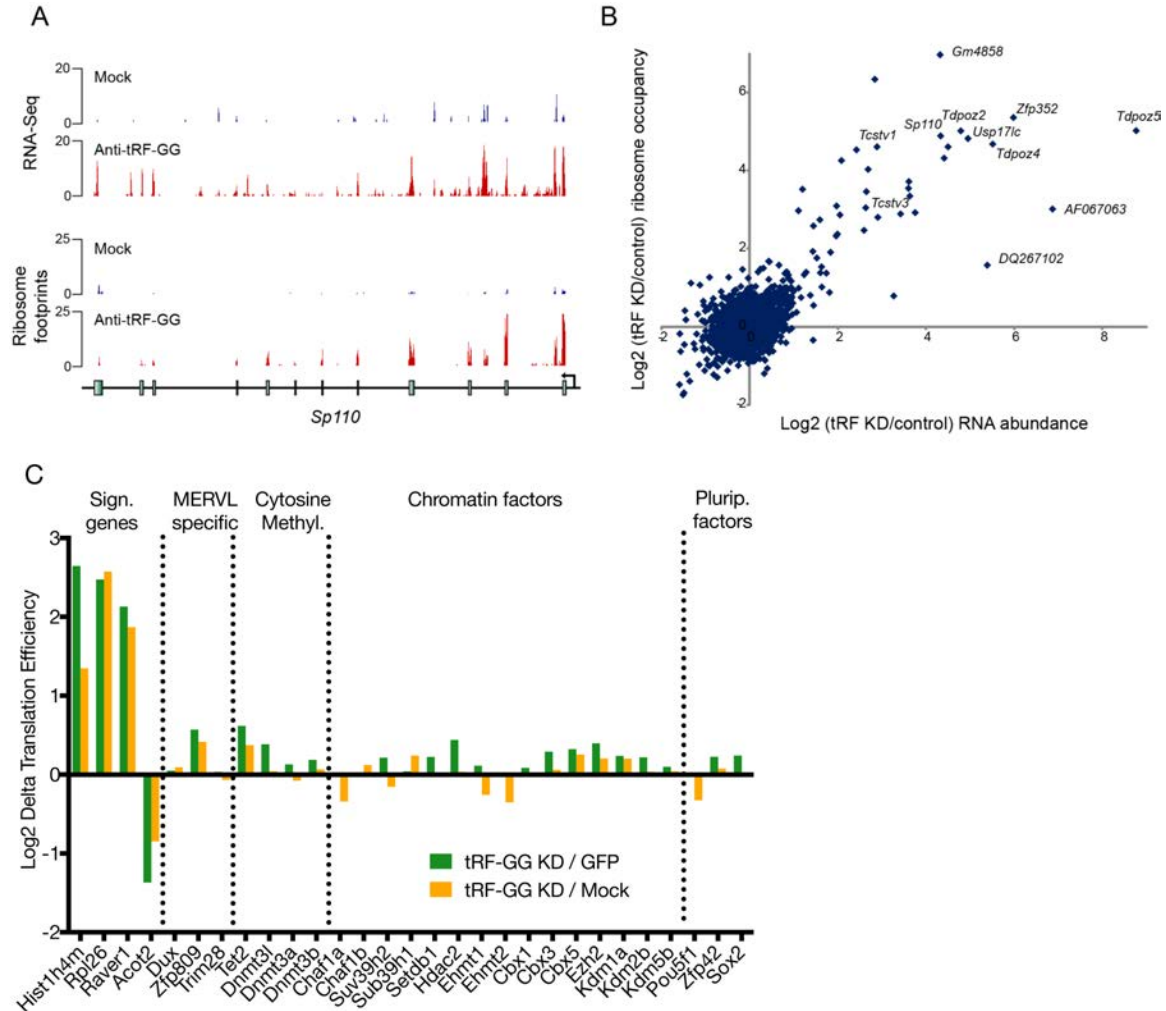 A
20
Mock
0
20
Anti-tRF-GG
0
RNA-Seq
25
Mock
0
25
Anti-tRF-GG
0
Ribosome
footprints
Sp110
B
Log2 (tRF KD/control) ribosome occupancy
6
4
2
0
-2
-2
2
4
6
8
Gm4858
Zfp352
Tdpoz2
Tdpoz5
Sp110
Usp17lc
Tcstv1
Tdpoz4
Tcstv3
AF067063
DQ267102
Log2 (tRF KD/control) RNA abundance
C
Sign.
genes
MERVL
specific
Cytosine
Methyl.
Chromatin factors
Plurip.
factors
Log2 Delta Translation Efficiency
3
2
1
0
-1
-2
tRF-GG KD / GFP
tRF-GG KD / Mock
Hist1h4m
Rpl26
Raver1
Acot2
Dux
Zfp809
Trim28
Tet2
Dnmt3l
Dnmt3a
Dnmt3b
Chaf1a
Chaf1b
Suv39h2
Sub39h1
Setdb1
Hdac2
Ehmt1
Ehmt2
Cbx1
Cbx3
Cbx5
Ezn2
Kdm1a
Kdm2b
Kdm5b
Pou5f1
Zfp42
Sox2